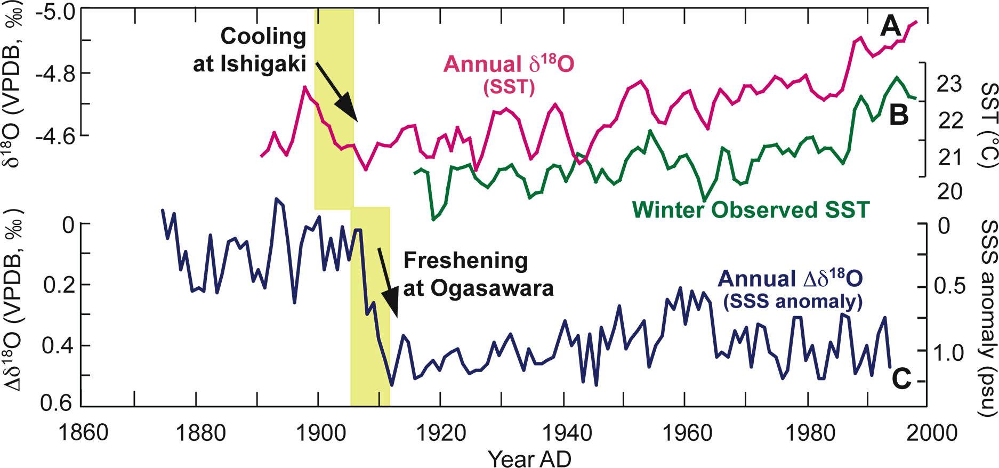 δ¹⁸O (VPDB, ‰)
-5.0
-4.8
-4.6
Cooling
at Ishigaki
Annual δ¹⁸O
(SST)
A
B
23
22
21
20
SST (°C)
Winter Observed SST
Δδ¹⁸O (VPDB, ‰)
0
0.2
0.4
0.6
Freshening
at Ogasawara
Annual Δδ¹⁸O
(SSS anomaly)
C
0
0.5
1.0
SSS anomaly (psu)
1860 1880 1900 1920 1940 1960 1980 2000
Year AD